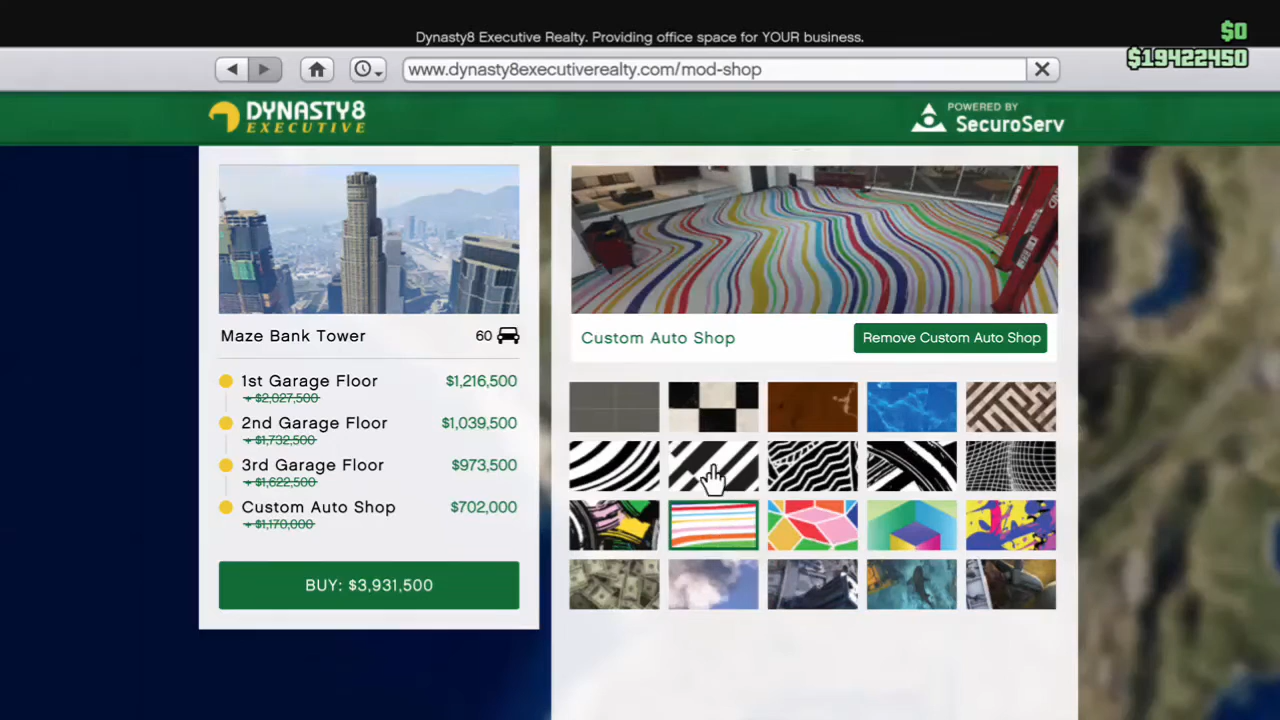 Dynasty8 Executive Realty. Providing office space for YOUR business.
$0
$19422450
www.dynasty8executiverealty.com/mod-shop
DYNASTY 8
EXECUTIVE
POWERED BY
SecuroServ
Maze Bank Tower
60
1st Garage Floor $1,216,500
+ $2,027,500
2nd Garage Floor $1,039,500
+ $1,732,500
3rd Garage Floor $973,500
+ $1,622,500
Custom Auto Shop $702,000
+ $1,170,000
BUY: $3,931,500
Custom Auto Shop
Remove Custom Auto Shop